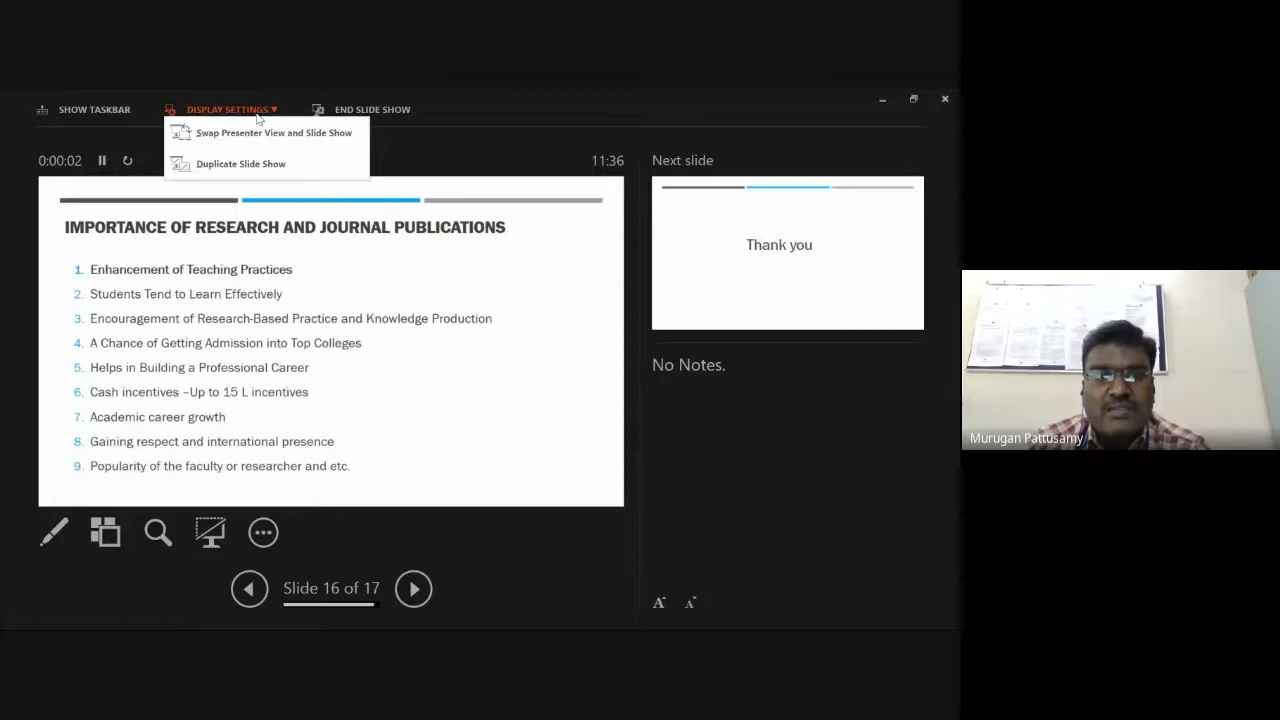 SHOW TASKBAR
DISPLAY SETTINGS ▼
END SLIDE SHOW
Swap Presenter View and Slide Show
Duplicate Slide Show
0:00:02
11:36
Next slide
IMPORTANCE OF RESEARCH AND JOURNAL PUBLICATIONS
1. Enhancement of Teaching Practices
2. Students Tend to Learn Effectively
3. Encouragement of Research-Based Practice and Knowledge Production
4. A Chance of Getting Admission into Top Colleges
5. Helps in Building a Professional Career
6. Cash incentives –Up to 15 L incentives
7. Academic career growth
8. Gaining respect and international presence
9. Popularity of the faculty or researcher and etc.
Thank you
No Notes.
Murugan Pattusamy
Slide 16 of 17
A A